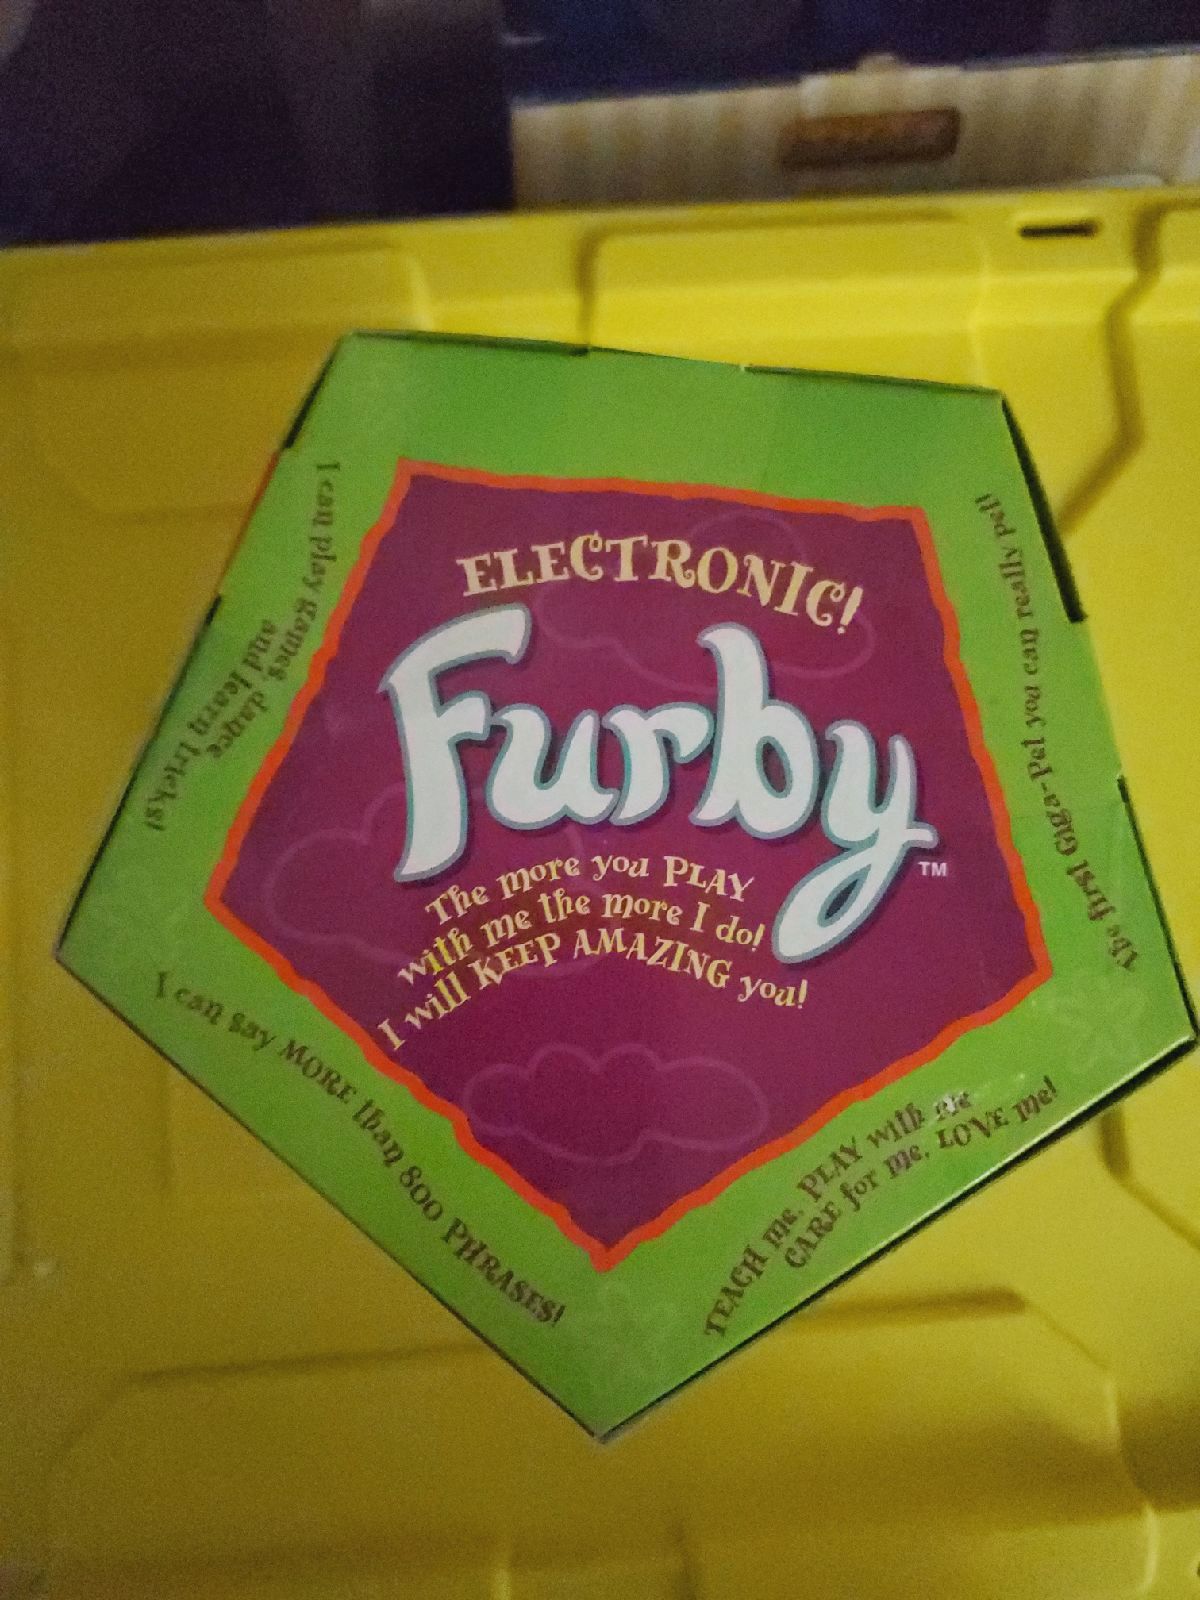 ELECTRONIC!
Furby™
The more you PLAY
with me the more I do!
I will KEEP AMAZING you!
I can play games, dance
and learn tricks!
The first Giga-Pet you can really pet!
I can say MORE than 800 PHRASES!
TEACH me. PLAY with me
CARE for me. LOVE me!